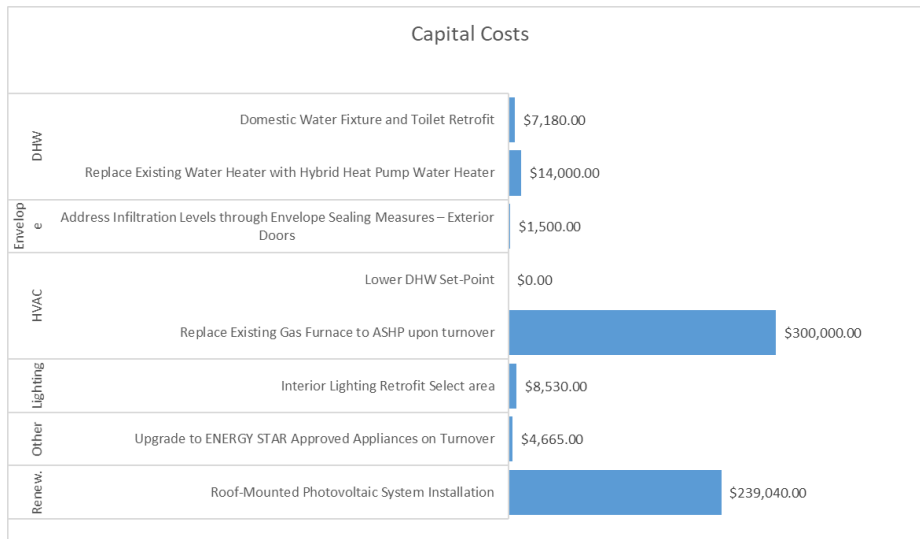 Capital Costs
DHW
Domestic Water Fixture and Toilet Retrofit
$7,180.00
Replace Existing Water Heater with Hybrid Heat Pump Water Heater
$14,000.00
Envelop
e
Address Infiltration Levels through Envelope Sealing Measures – Exterior
Doors
$1,500.00
HVAC
Lower DHW Set-Point
$0.00
Replace Existing Gas Furnace to ASHP upon turnover
$300,000.00
Lighting
Interior Lighting Retrofit Select area
$8,530.00
Other
Upgrade to ENERGY STAR Approved Appliances on Turnover
$4,665.00
Renew.
Roof-Mounted Photovoltaic System Installation
$239,040.00